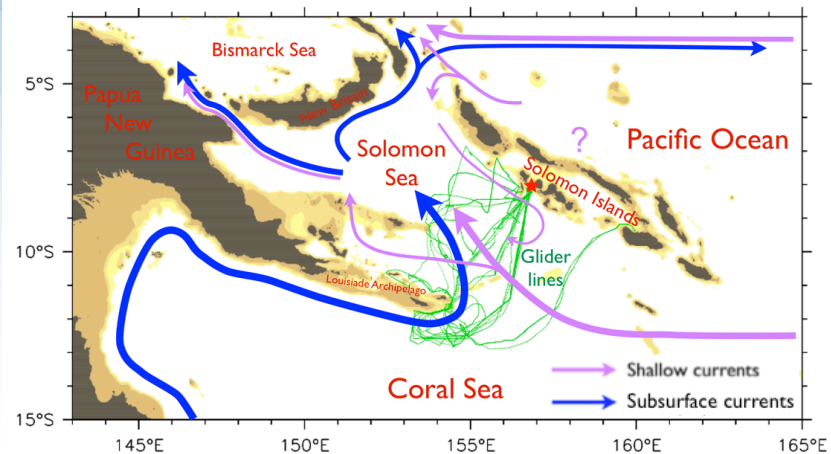 Bismarck Sea
5°S
Papua
New
Guinea
New Britain
Solomon
Sea
?
Pacific Ocean
Solomon Islands
10°S
Glider
lines
Louisiade Archipelago
Shallow currents
Coral Sea
Subsurface currents
15°S
145°E
150°E
155°E
160°E
165°E